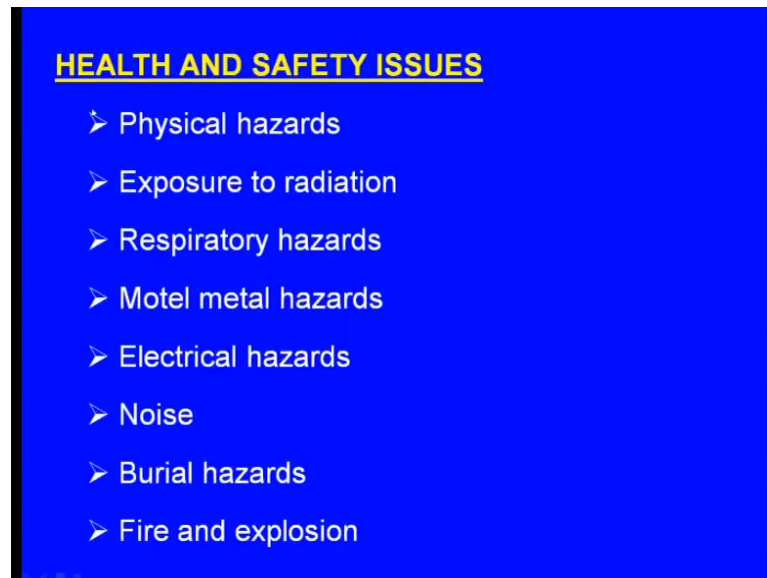 HEALTH AND SAFETY ISSUES
Physical hazards
Exposure to radiation
Respiratory hazards
Motel metal hazards
Electrical hazards
Noise
Burial hazards
Fire and explosion